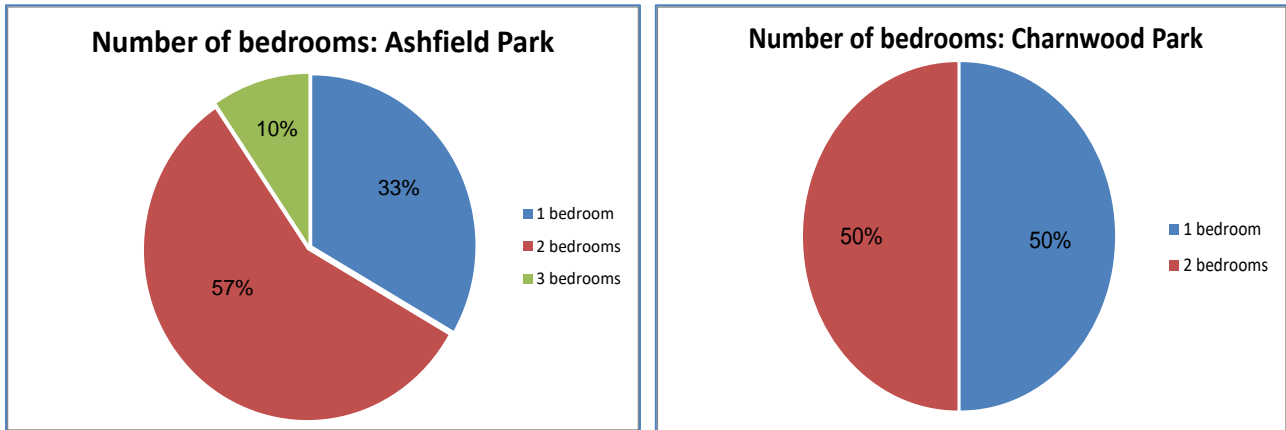 Number of bedrooms: Ashfield Park
10%
33%
57%
1 bedroom
2 bedrooms
3 bedrooms
Number of bedrooms: Charnwood Park
50%
50%
1 bedroom
2 bedrooms